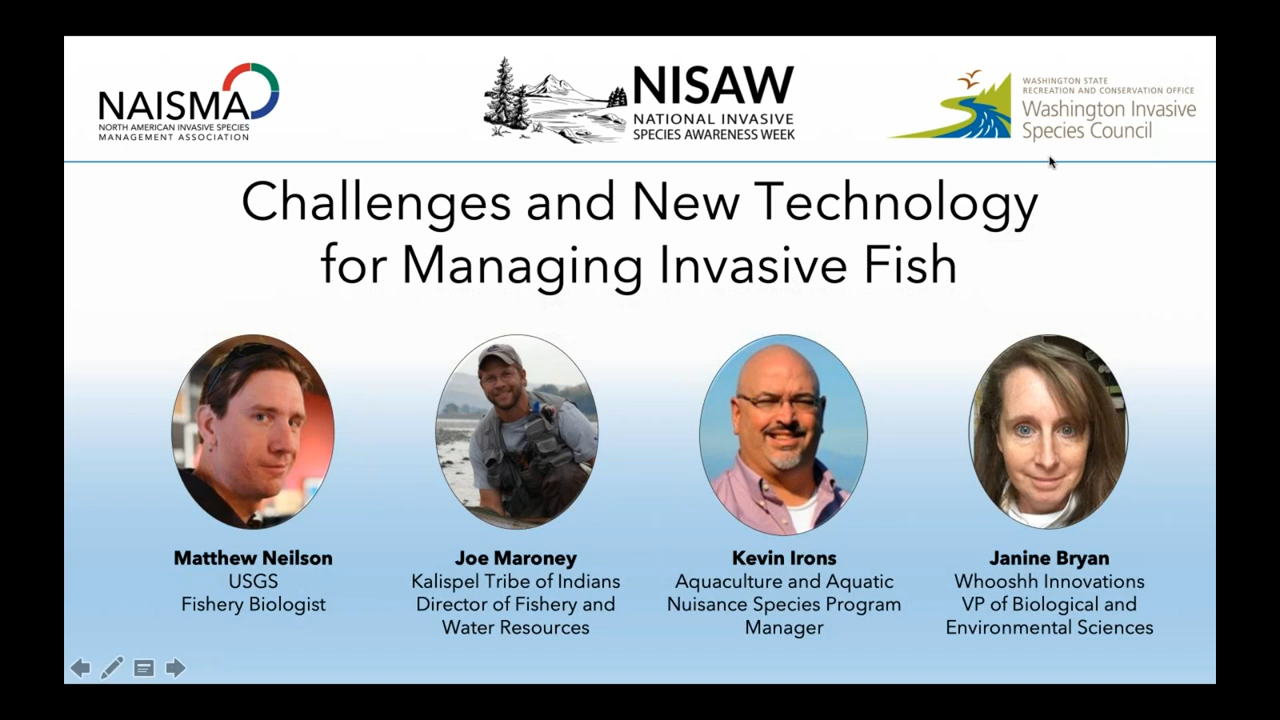 NAISMA
NORTH AMERICAN INVASIVE SPECIES
MANAGEMENT ASSOCIATION
NISAW
NATIONAL INVASIVE
SPECIES AWARENESS WEEK
WASHINGTON STATE
RECREATION AND CONSERVATION OFFICE
Washington Invasive
Species Council
Challenges and New Technology
for Managing Invasive Fish
Matthew Neilson
USGS
Fishery Biologist
Joe Maroney
Kalispel Tribe of Indians
Director of Fishery and
Water Resources
Kevin Irons
Aquaculture and Aquatic
Nuisance Species Program
Manager
Janine Bryan
Whooshh Innovations
VP of Biological and
Environmental Sciences